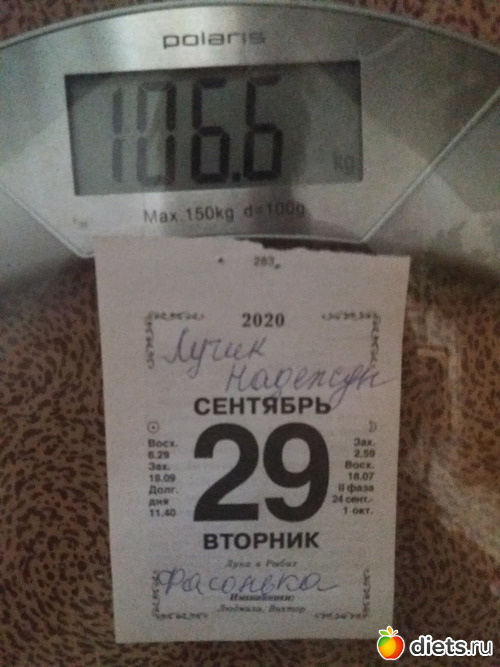 polaris
106.6 kg
Max.150kg d=100g
283
2020
Лучик
Надежды
СЕНТЯБРЬ
Восх.
6.29
Зах.
18.09
Долг.
дня
11.40
29
Зах.
2.59
Восх.
18.07
II фаза
24 сент.-
1 окт.
ВТОРНИК
Луна в Рыбах
Фасонька
Именинники:
Людмила, Виктор
diets.ru